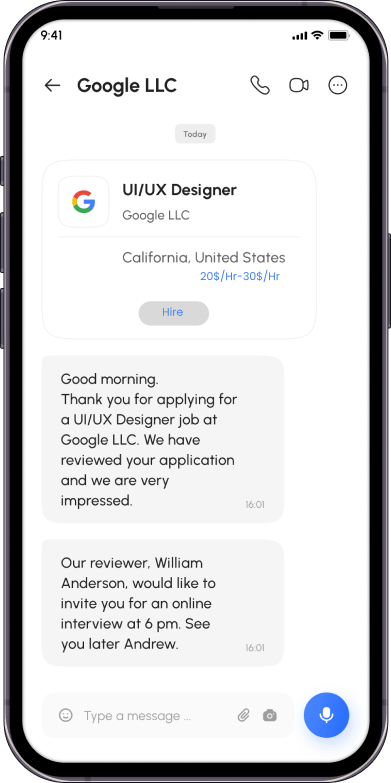 9:41
Google LLC
Today
UI/UX Designer
Google LLC
California, United States
20$/Hr-30$/Hr
Hire
Good morning.
Thank you for applying for
a UI/UX Designer job at
Google LLC. We have
reviewed your application
and we are very
impressed.
16:01
Our reviewer, William
Anderson, would like to
invite you for an online
interview at 6 pm. See
you later Andrew.
16:01
Type a message ...